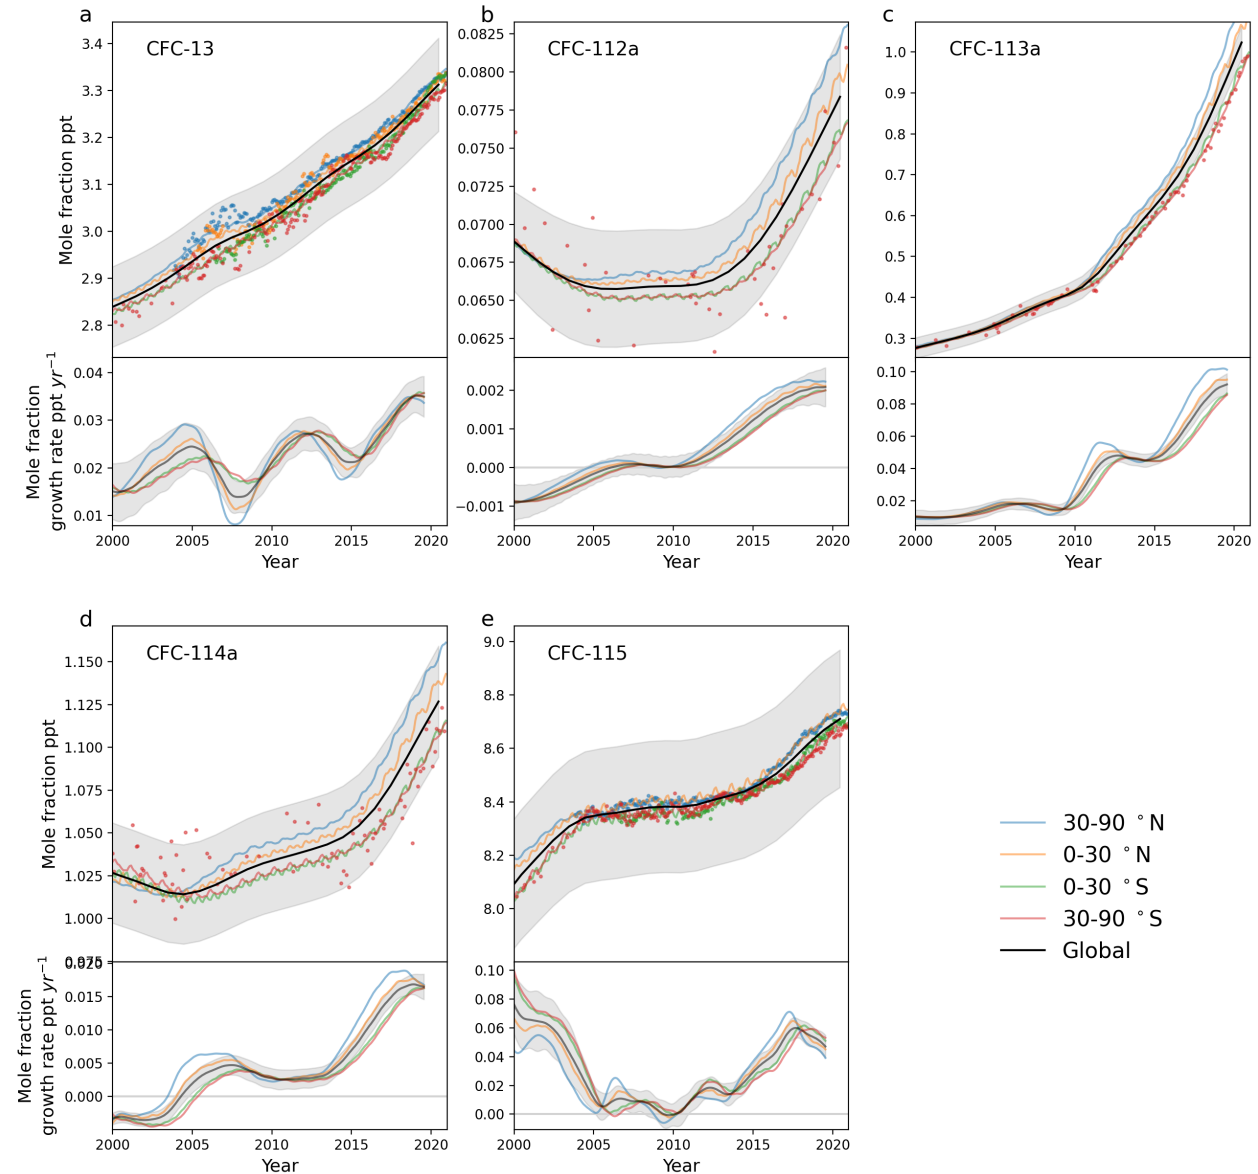 a
CFC-13
3.4
3.3
3.2
3.1
3.0
2.9
2.8
Mole fraction ppt
0.04
0.03
0.02
0.01
Mole fraction
growth rate ppt yr⁻¹
2000 2005 2010 2015 2020
Year
b
CFC-112a
0.0825
0.0800
0.0775
0.0750
0.0725
0.0700
0.0675
0.0650
0.0625
0.002
0.001
0.000
−0.001
2000 2005 2010 2015 2020
Year
c
CFC-113a
1.0
0.9
0.8
0.7
0.6
0.5
0.4
0.3
0.10
0.08
0.06
0.04
0.02
2000 2005 2010 2015 2020
Year
d
CFC-114a
1.150
1.125
1.100
1.075
1.050
1.025
1.000
0.975
Mole fraction ppt
0.020
0.015
0.010
0.005
0.000
Mole fraction
growth rate ppt yr⁻¹
2000 2005 2010 2015 2020
Year
e
CFC-115
9.0
8.8
8.6
8.4
8.2
8.0
0.10
0.08
0.06
0.04
0.02
0.00
2000 2005 2010 2015 2020
Year
30-90 °N
0-30 °N
0-30 °S
30-90 °S
Global